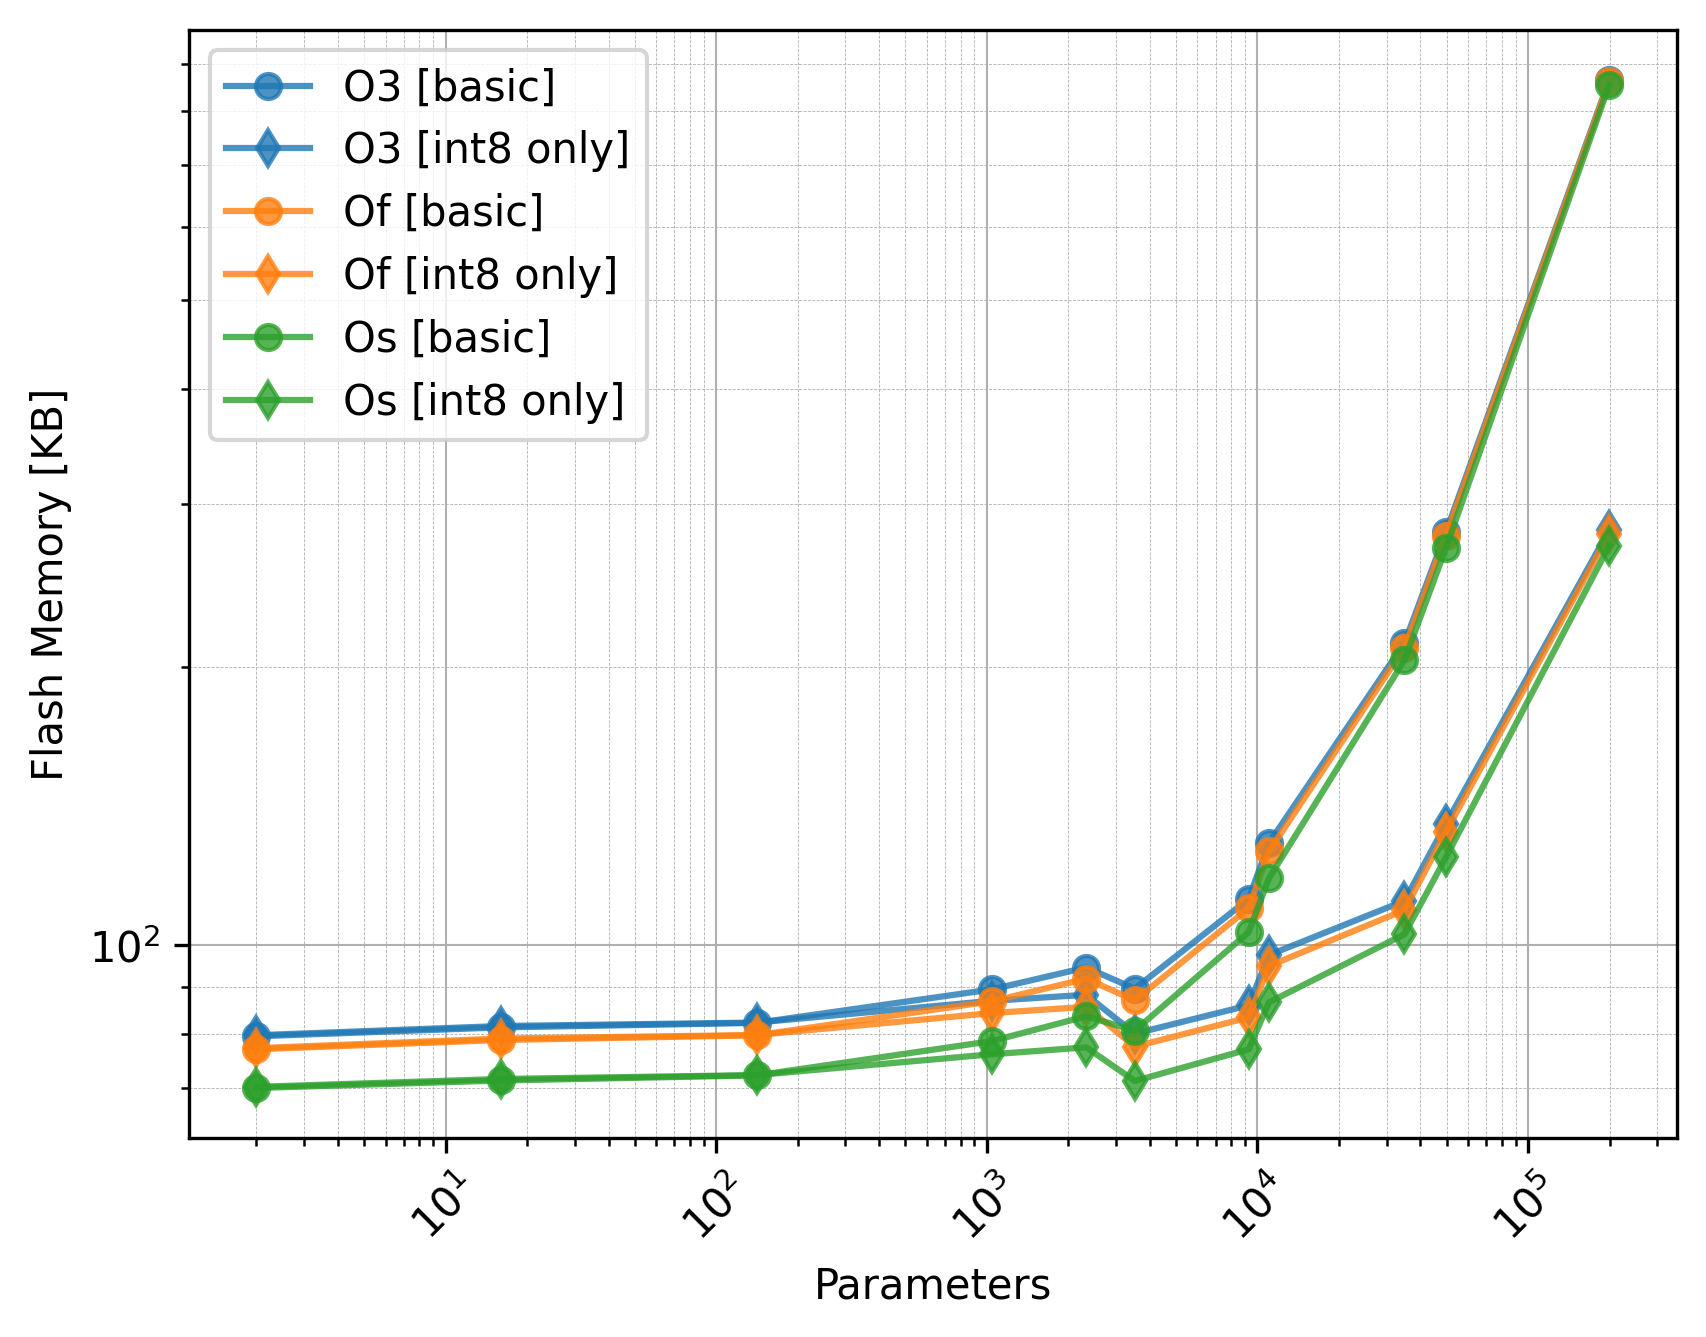 O3 [basic]
O3 [int8 only]
Of [basic]
Of [int8 only]
Os [basic]
Os [int8 only]
Flash Memory [KB]
10²
10¹
10²
10³
10⁴
10⁵
Parameters